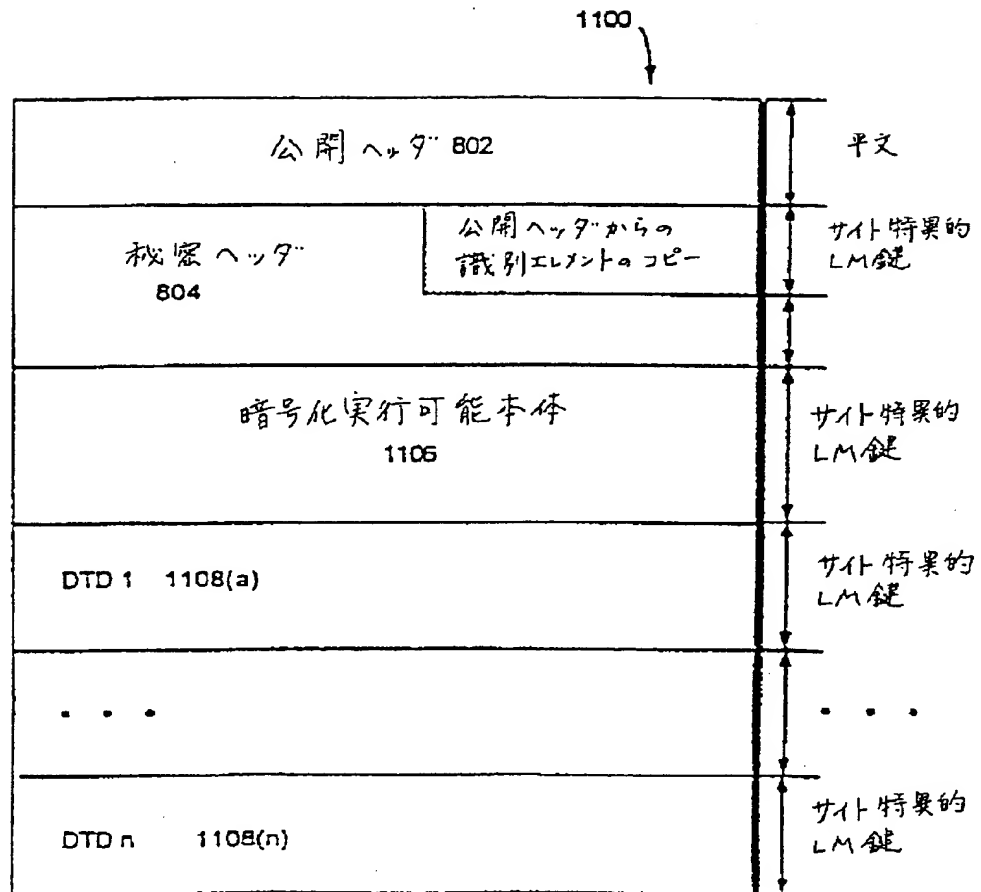 1100
公開ヘッダ 802
平文
秘密ヘッダ
804
公開ヘッダからの
識別エレメントのコピー
サイト特異的
LM鍵
暗号化実行可能本体
1106
サイト特異的
LM鍵
DTD 1 1108(a)
サイト特異的
LM鍵
• • •
• • •
DTD n 1108(n)
サイト特異的
LM鍵